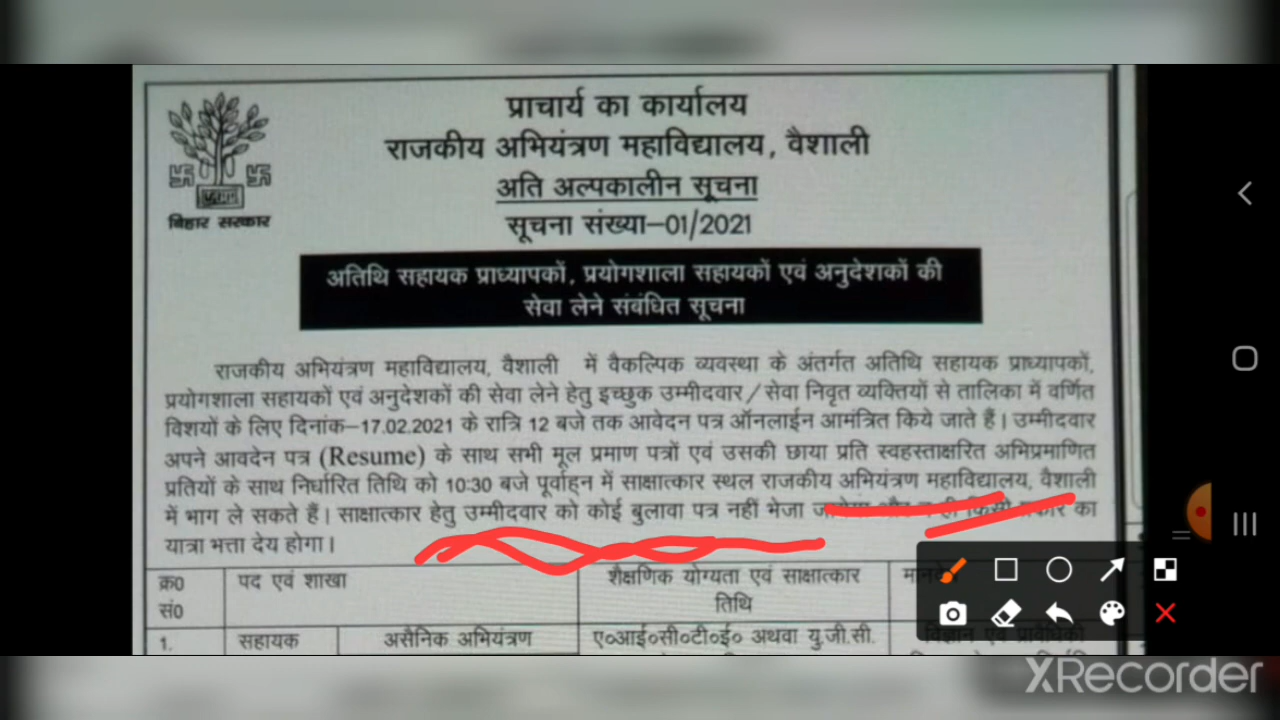 प्राचार्य का कार्यालय
राजकीय अभियंत्रण महाविद्यालय, वैशाली
अति अल्पकालीन सूचना
सूचना संख्या–01/2021
बिहार सरकार
अतिथि सहायक प्राध्यापकों, प्रयोगशाला सहायकों एवं अनुदेशकों की
सेवा लेने संबंधित सूचना
राजकीय अभियंत्रण महाविद्यालय, वैशाली में वैकल्पिक व्यवस्था के अंतर्गत अतिथि सहायक प्राध्यापकों,
प्रयोगशाला सहायकों एवं अनुदेशकों की सेवा लेने हेतु इच्छुक उम्मीदवार/सेवा निवृत व्यक्तियों से तालिका में वर्णित
विशयों के लिए दिनांक–17.02.2021 के रात्रि 12 बजे तक आवेदन पत्र ऑनलाईन आमंत्रित किये जाते हैं। उम्मीदवार
अपने आवदेन पत्र (Resume) के साथ सभी मूल प्रमाण पत्रों एवं उसकी छाया प्रति स्वहस्ताक्षरित अभिप्रमाणित
प्रतियों के साथ निर्धारित तिथि को 10:30 बजे पूर्वाह्न में साक्षात्कार स्थल राजकीय अभियंत्रण महाविद्यालय, वैशाली
में भाग ले सकते हैं। साक्षात्कार हेतु उम्मीदवार को कोई बुलावा पत्र नहीं भेजा ही किसी का
यात्रा भत्ता देय होगा।
क्र0 पद एवं शाखा शैक्षणिक योग्यता एवं साक्षात्कार
सं0 तिथि
1. सहायक असैनिक अभियंत्रण ए०आई०सी०टी०ई० अथवा यु.जी.सी.
XRecorder